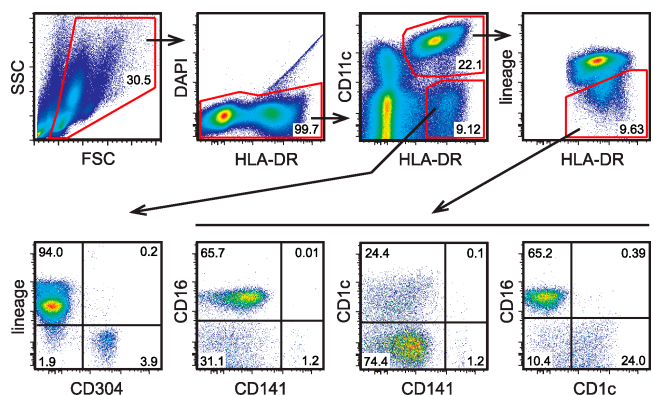 SSC
30.5
FSC
DAPI
99.7
HLA-DR
CD11c
22.1
9.12
HLA-DR
lineage
9.63
HLA-DR
lineage
94.0 0.2
1.9 3.9
CD304
CD16
65.7 0.01
31.1 1.2
CD141
CD1c
24.4 0.1
74.4 1.2
CD141
CD16
65.2 0.39
10.4 24.0
CD1c